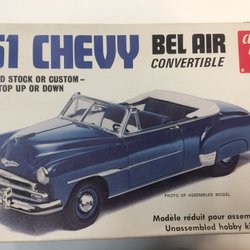 51 CHEVY BEL AIR
CONVERTIBLE
STOCK OR CUSTOM-
TOP UP OR DOWN
PHOTO OF ASSEMBLED MODEL
Modèle réduit pour
Unassembled hobby